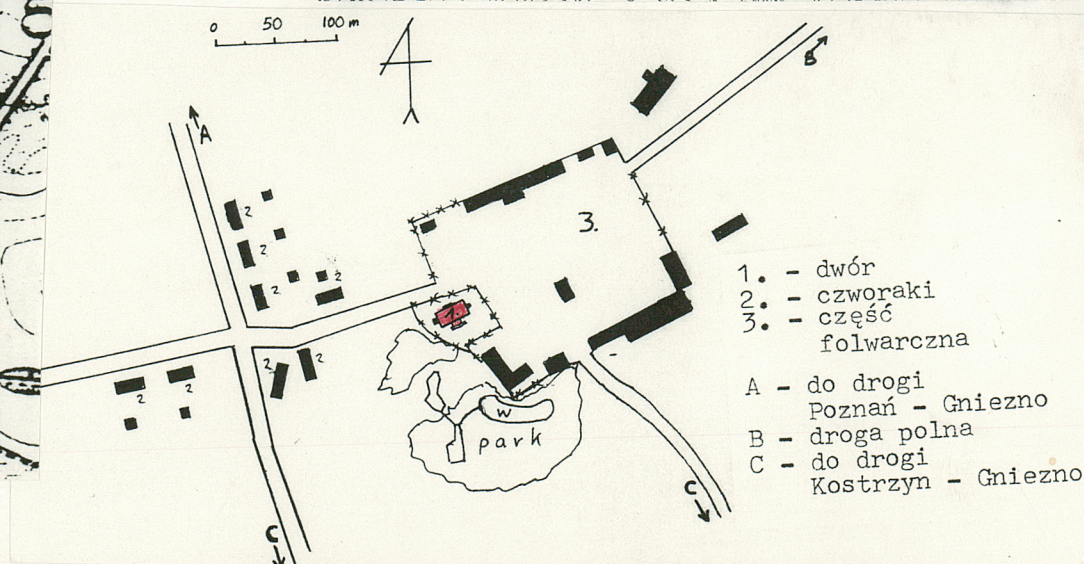 0 50 100 m
A
B
2
2
2
2
3.
1.
2
2
2
2
w
park
C
C
1. - dwór
2. - czworaki
3. - część
folwarczna
A - do drogi
Poznań - Gniezno
B - droga polna
C - do drogi
Kostrzyn - Gniezno